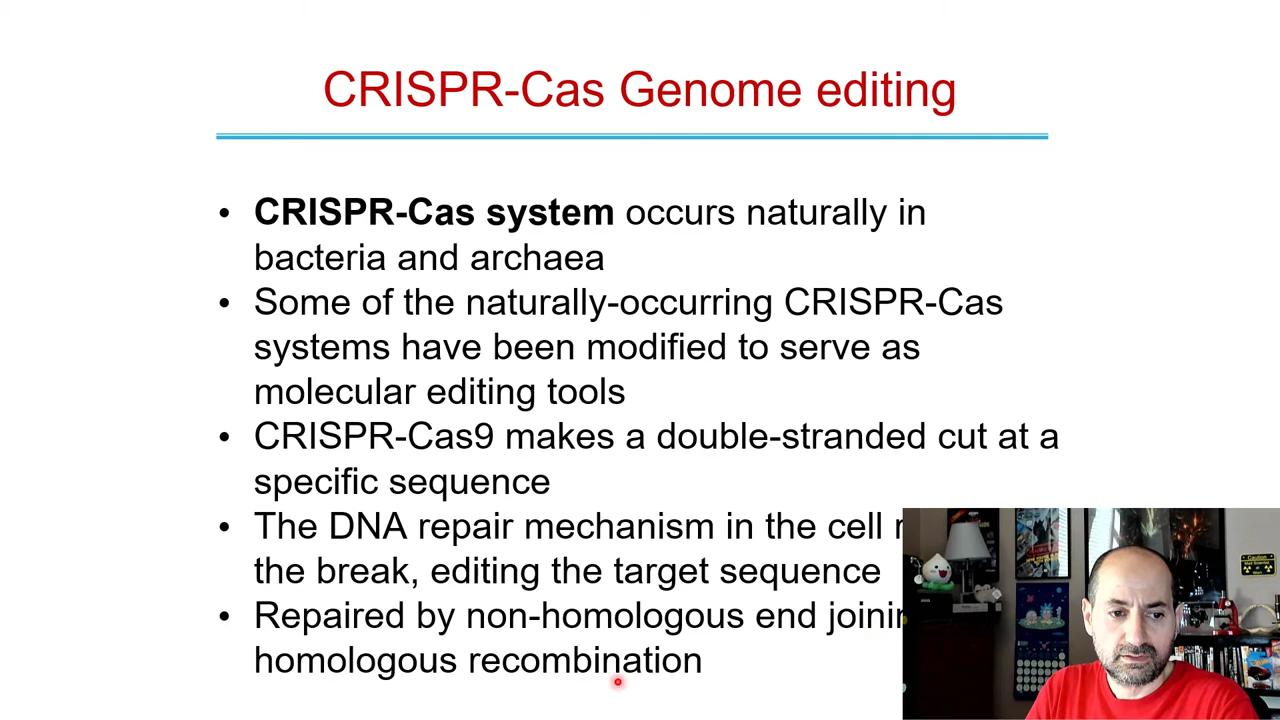 CRISPR-Cas Genome editing
• CRISPR-Cas system occurs naturally in
bacteria and archaea
• Some of the naturally-occurring CRISPR-Cas
systems have been modified to serve as
molecular editing tools
• CRISPR-Cas9 makes a double-stranded cut at a
specific sequence
• The DNA repair mechanism in the cell
the break, editing the target sequence
• Repaired by non-homologous end
homologous recombination
Caution